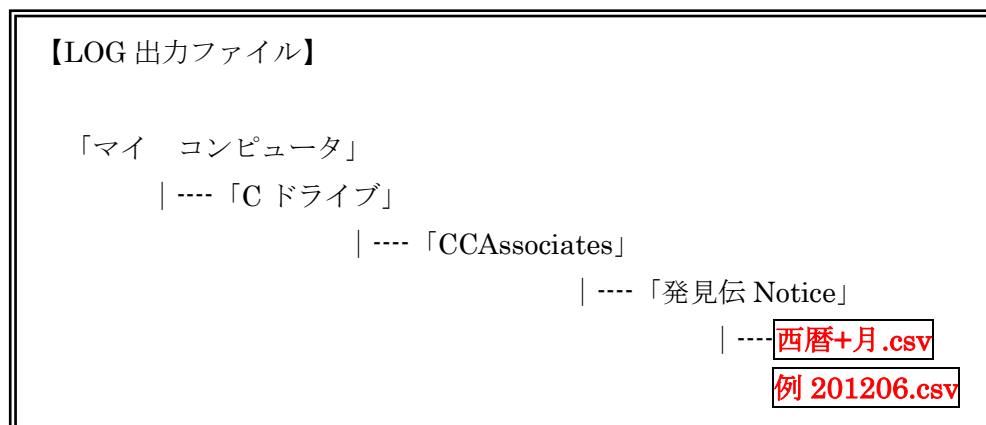 【LOG 出力ファイル】
「マイ　コンピュータ」
|----「C ドライブ」
|----「CCAssociates」
|----「発見伝 Notice」
|----西暦+月.csv
例 201206.csv